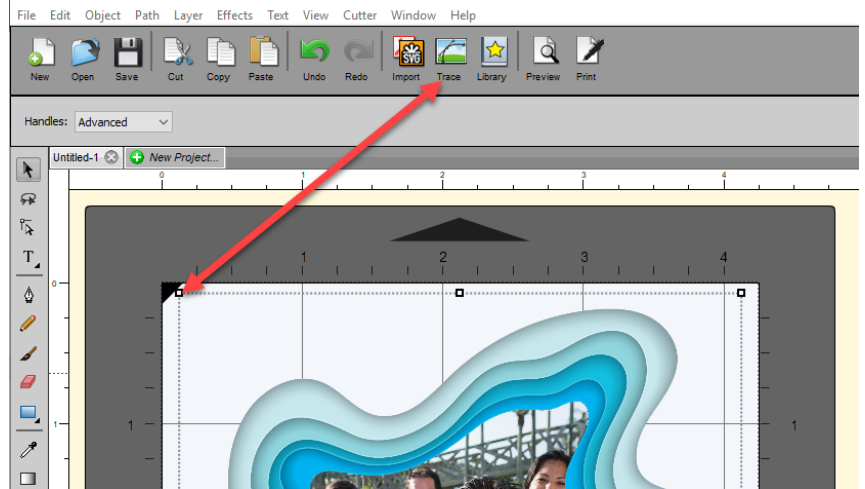 File Edit Object Path Layer Effects Text View Cutter Window Help
SVG
New Open Save Cut Copy Paste Undo Redo Import Trace Library Preview Print
Handles: Advanced
Untitled-1 New Project...
0 1 2 3 4
T
1 2 3 4
0
1 1 1